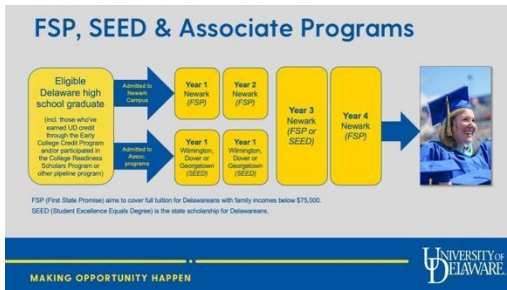 FSP, SEED & Associate Programs
Eligible
Delaware high
school graduate
(incl. those who've
earned UD credit
through the Early
College Credit Program
and/or participated in
the College Readiness
Scholars Program or
other pipeline program)
Admitted to
Newark
Campus
Admitted to
Assoc.
programs
Year 1
Newark
(FSP)
Year 2
Newark
(FSP)
Year 1
Wilmington,
Dover or
Georgetown
(SEED)
Year 1
Wilmington,
Dover or
Georgetown
(SEED)
Year 3
Newark
(FSP or
SEED)
Year 4
Newark
(FSP)
FSP (First State Promise) aims to cover full tuition for Delawareans with family incomes below $75,000.
SEED (Student Excellence Equals Degree) is the state scholarship for Delawareans.
MAKING OPPORTUNITY HAPPEN
UNIVERSITY OF
DELAWARE